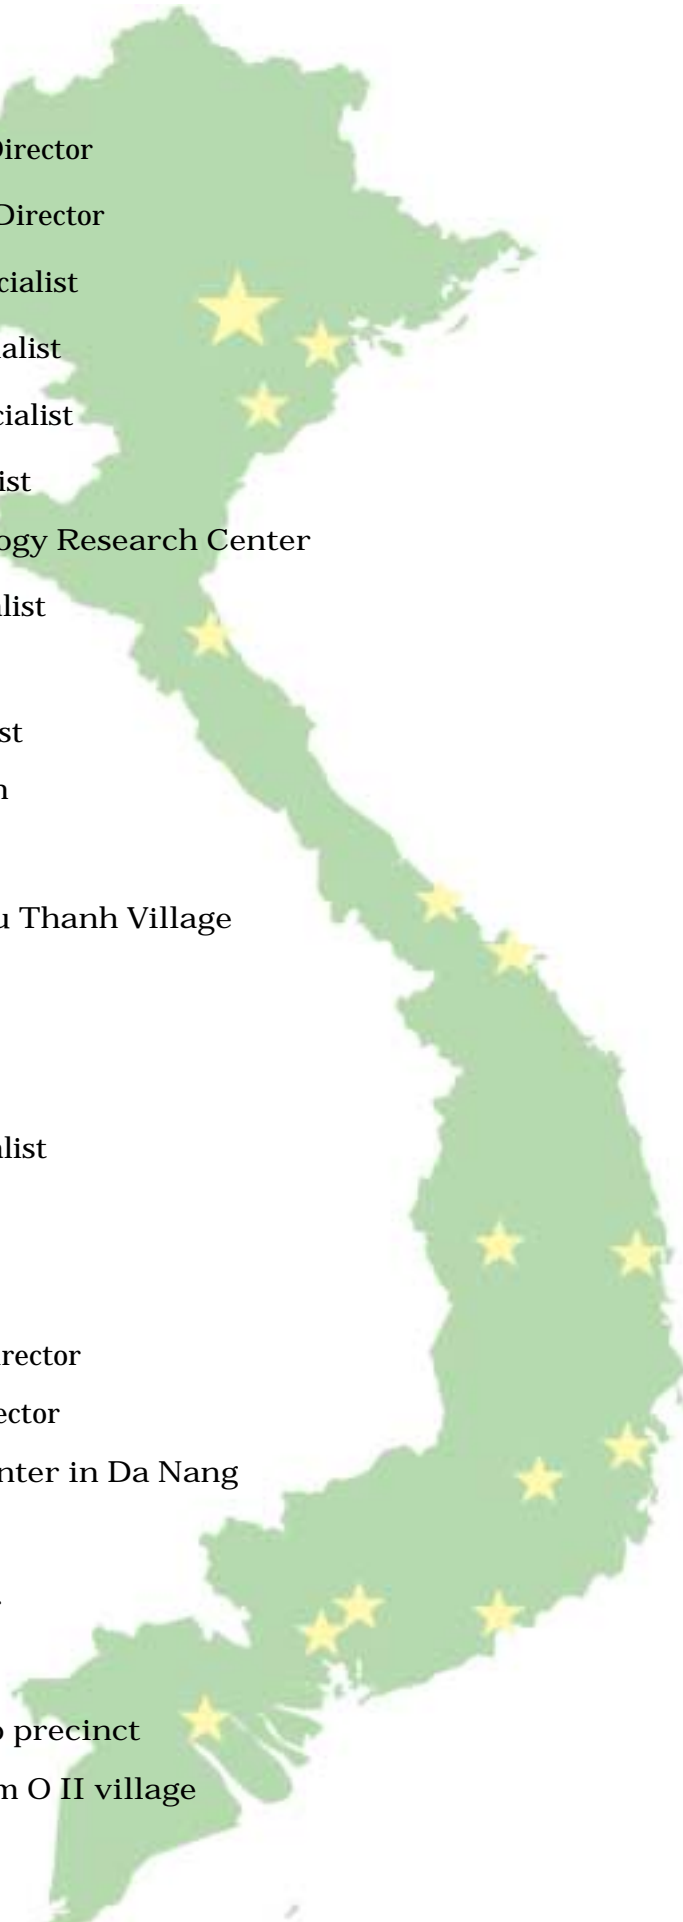 Director
Director
cialist
alist
cialist
ist
ogy Research Center
list
st
n
u Thanh Village
list
rector
ector
nter in Da Nang
precinct
m O II village